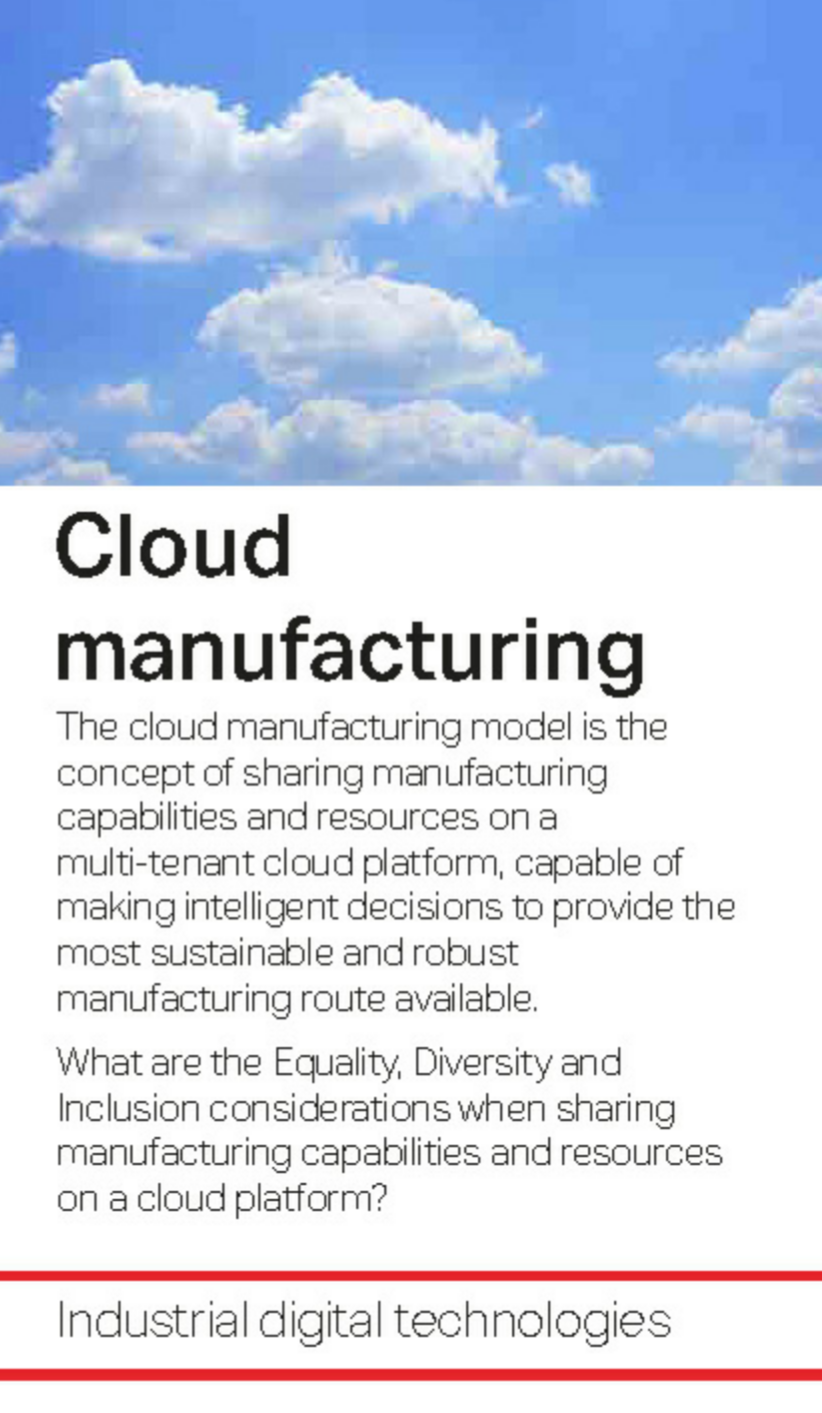 Cloud
manufacturing
The cloud manufacturing model is the
concept of sharing manufacturing
capabilities and resources on a
multi-tenant cloud platform, capable of
making intelligent decisions to provide the
most sustainable and robust
manufacturing route available.
What are the Equality, Diversity and
Inclusion considerations when sharing
manufacturing capabilities and resources
on a cloud platform?
Industrial digital technologies